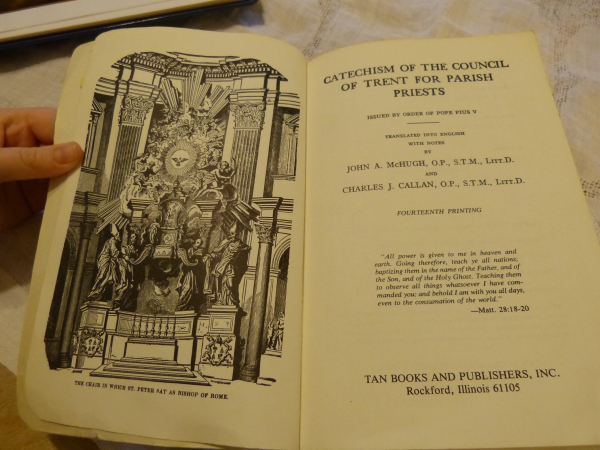 THE CHAIR IN WHICH ST. PETER SAT AS BISHOP OF ROME.
CATECHISM OF THE COUNCIL
OF TRENT FOR PARISH
PRIESTS
ISSUED BY ORDER OF POPE PIUS V
TRANSLATED INTO ENGLISH
WITH NOTES
BY
JOHN A. McHUGH, O.P., S.T.M., LITT.D.
AND
CHARLES J. CALLAN, O.P., S.T.M., LITT.D.
FOURTEENTH PRINTING
"All power is given to me in heaven and
earth. Going therefore, teach ye all nations,
baptizing them in the name of the Father, and of
the Son, and of the Holy Ghost. Teaching them
to observe all things whatsoever I have com-
manded you: and behold I am with you all days,
even to the consumation of the world."
—Matt. 28:18-20
TAN BOOKS AND PUBLISHERS, INC.
Rockford, Illinois 61105